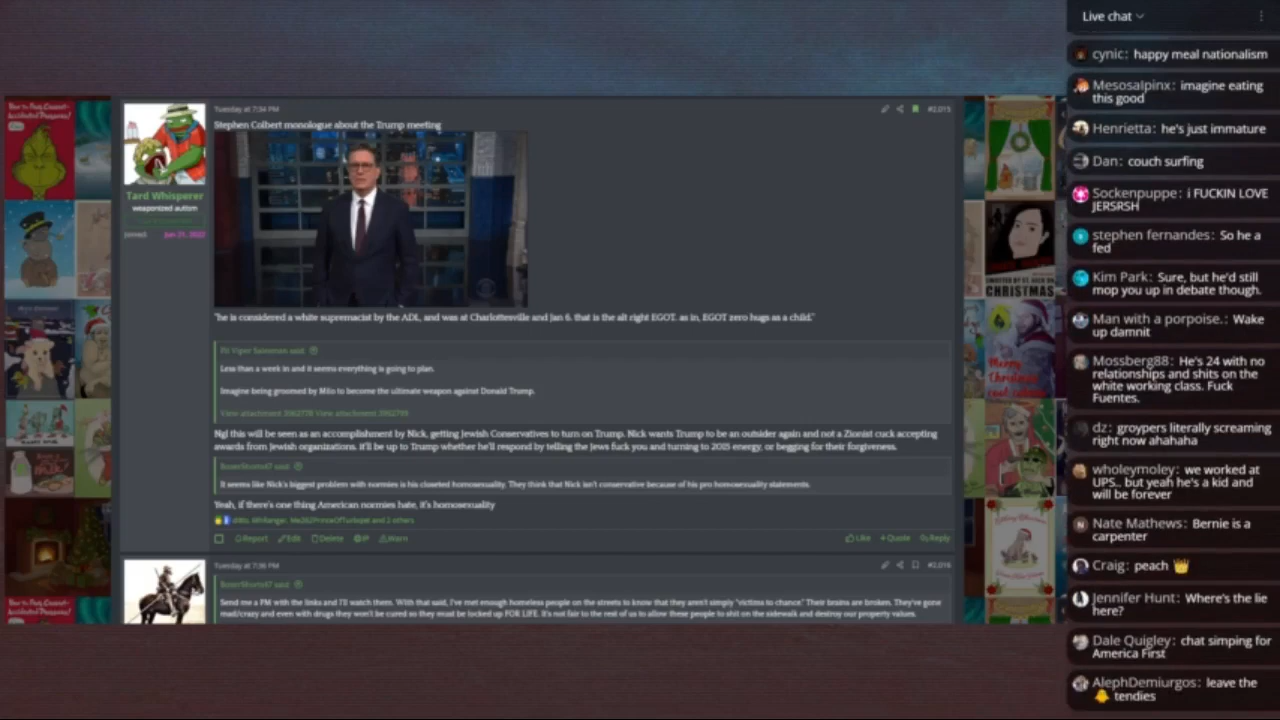 Tuesday at 7:34 PM
#2,015
Stephen Colbert monologue about the Trump meeting
Tard Whisperer
weaponized autism
Joined: Jun 21, 2022
"he is considered a white supremacist by the ADL, and was at Charlottesville and Jan 6. that is the alt right EGOT. as in, EGOT zero hugs as a child."
Pit Viper Salesman said:
Less than a week in and it seems everything is going to plan.
Imagine being groomed by Milo to become the ultimate weapon against Donald Trump.
View attachment View attachment
Ngl this will be seen as an accomplishment by Nick, getting Jewish Conservatives to turn on Trump. Nick wants Trump to be an outsider again and not a Zionist cuck accepting
awards from Jewish organizations. it'll be up to Trump whether he'll respond by telling the Jews fuck you and turning to 2015 energy, or begging for their forgiveness.
BoxerShorts47 said:
It seems like Nick's biggest problem with normies is his closeted homosexuality. They think that Nick isn't conservative because of his pro homosexuality statements.
Yeah, if there's one thing American normies hate, it's homosexuality
and 2 others
Report Edit Delete IP Warn
Like +Quote Reply
Tuesday at 7:36 PM
#2,016
BoxerShorts47 said:
Send me a PM with the links and I'll watch them. With that said, I've met enough homeless people on the streets to know that they aren't simply "victims to chance." Their brains are broken. They've gone
read/crazy and even with drugs they won't be cured so they must be locked up FOR LIFE. It's not fair to the rest of us to allow these people to shit on the sidewalk and destroy our property values.
CHRISTMAS
Merry
Christmas
Live chat
cynic: happy meal nationalism
Mesosalpinx: imagine eating
this good
Henrietta: he's just immature
Dan: couch surfing
Sockenpuppe: i FUCKIN LOVE
JERSRSH
stephen fernandes: So he a
fed
Kim Park: Sure, but he'd still
mop you up in debate though.
Man with a porpoise.: Wake
up damnit
Mossberg88: He's 24 with no
relationships and shits on the
white working class. Fuck
Fuentes.
dz: groypers literally screaming
right now ahahaha
wholeymoley: we worked at
UPS.. but yeah he's a kid and
will be forever
N
Nate Mathews: Bernie is a
carpenter
Craig: peach 👑
Jennifer Hunt: Where's the lie
here?
Dale Quigley: chat simping for
America First
AlephDemiurgos: leave the
🐥 tendies